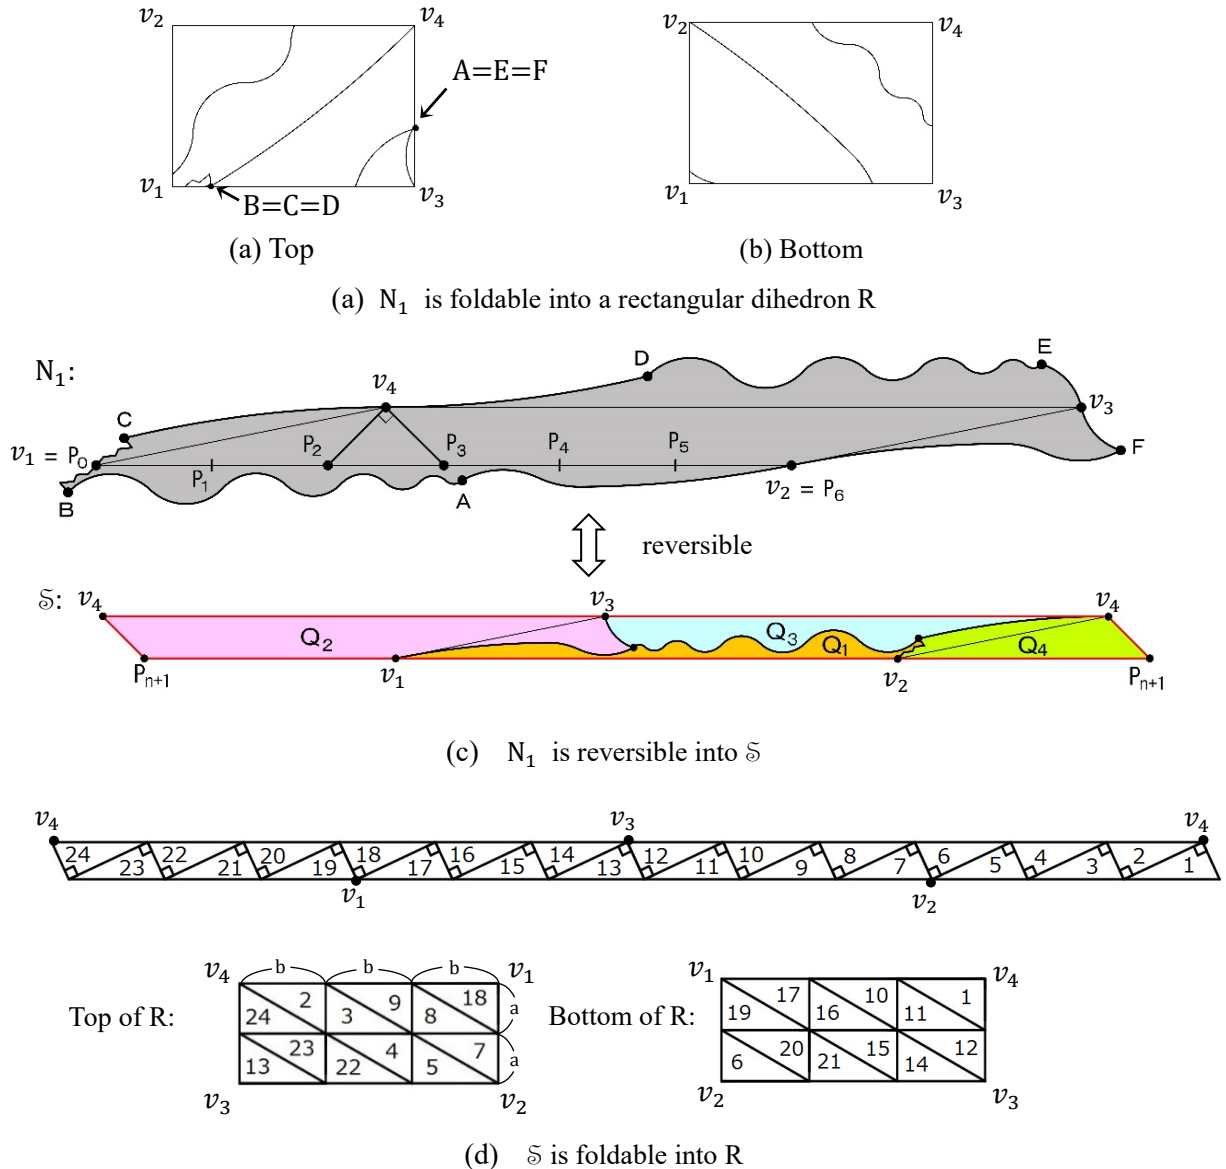 v₂ v₄ v₂ v₄
A=E=F
v₁ v₃ v₁ v₃
B=C=D
(a) Top (b) Bottom
(a) N₁ is foldable into a rectangular dihedron R
N₁:
D E
v₄
C v₃
P₂ P₃ P₄ P₅ F
v₁ = P₀
P₁ v₂ = P₆
B A
reversible
𝕊: v₄ v₃ v₄
Q₂ Q₃ Q₁ Q₄
Pₙ₊₁ v₁ v₂ Pₙ₊₁
(c) N₁ is reversible into 𝕊
v₄ v₃ v₄
24 23 22 21 20 19 18 17 16 15 14 13 12 11 10 9 8 7 6 5 4 3 2 1
v₁ v₂
v₄ b b b v₁ v₁ v₄
Top of R: 24 2 3 9 8 18 a Bottom of R: 19 17 16 10 11 1
13 23 22 4 5 7 a 6 20 21 15 14 12
v₃ v₂ v₂ v₃
(d) 𝕊 is foldable into R